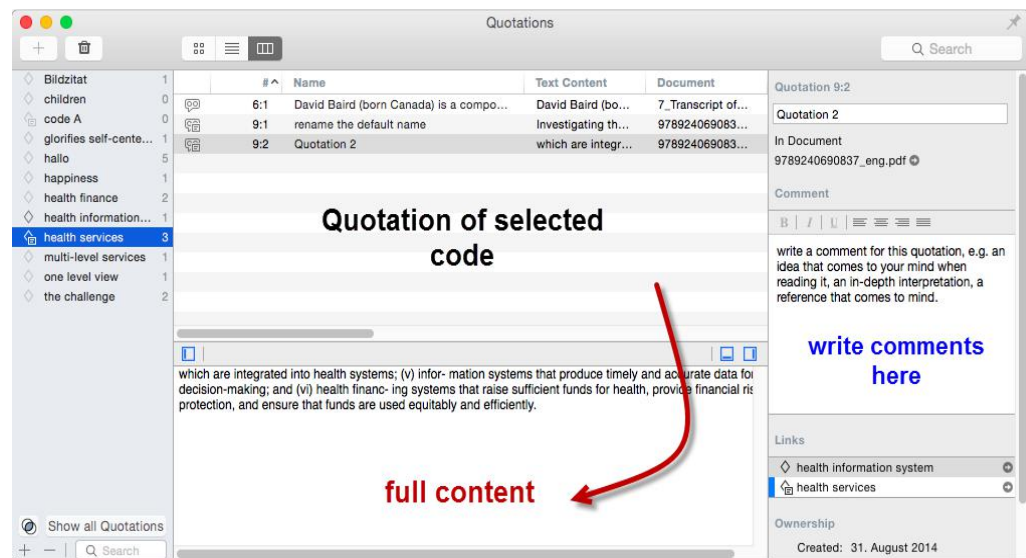 Quotations
Search
Bildzitat 1
children 0
code A 0
glorifies self-cente... 1
hallo 5
happiness 1
health finance 2
health information... 1
health services 3
multi-level services 1
one level view 1
the challenge 2
Show all Quotations
Search
# Name Text Content Document
6:1 David Baird (born Canada) is a compo... David Baird (bo... 7_Transcript of...
9:1 rename the default name Investigating th... 978924069083...
9:2 Quotation 2 which are integr... 978924069083...
Quotation of selected
code
which are integrated into health systems; (v) infor- mation systems that produce timely and accurate data for
decision-making; and (vi) health financ- ing systems that raise sufficient funds for health, provide financial ris
protection, and ensure that funds are used equitably and efficiently.
full content
Quotation 9:2
Quotation 2
In Document
9789240690837_eng.pdf
Comment
B I U
write a comment for this quotation, e.g. an
idea that comes to your mind when
reading it, an in-depth interpretation, a
reference that comes to mind.
write comments
here
Links
health information system
health services
Ownership
Created: 31. August 2014